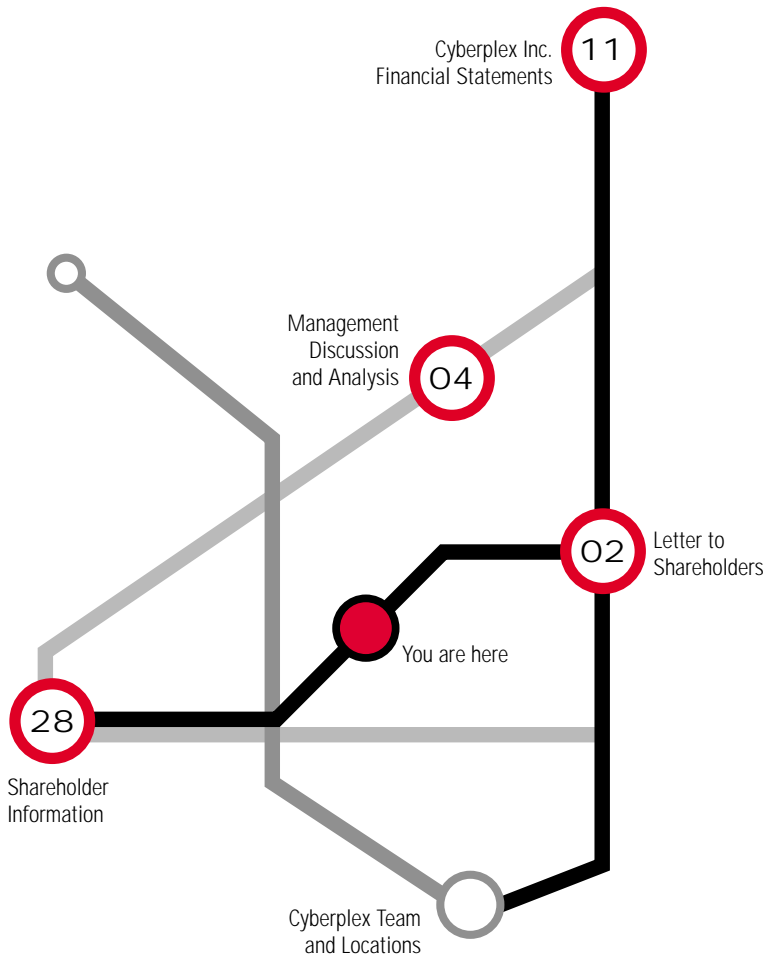 Cyberplex Inc.
Financial Statements
11
Management
Discussion
and Analysis
04
02
Letter to
Shareholders
You are here
28
Shareholder
Information
Cyberplex Team
and Locations